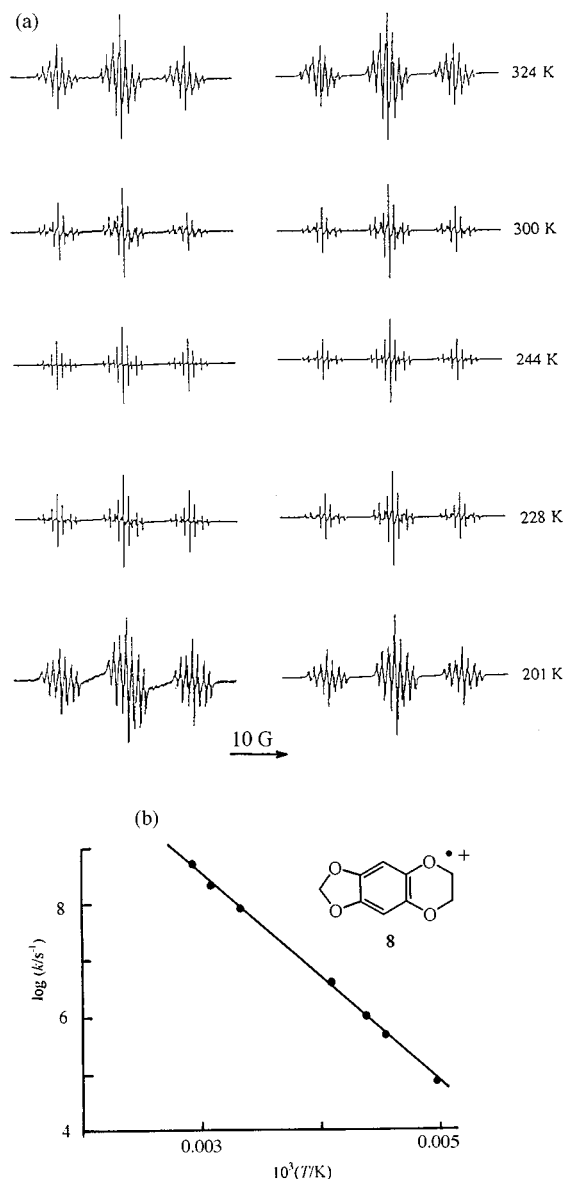 (a)
324 K
300 K
244 K
228 K
201 K
10 G
(b)
O
O
O
O
• +
8
log (k/s⁻¹)
8
6
4
0.003
0.005
10³(T/K)